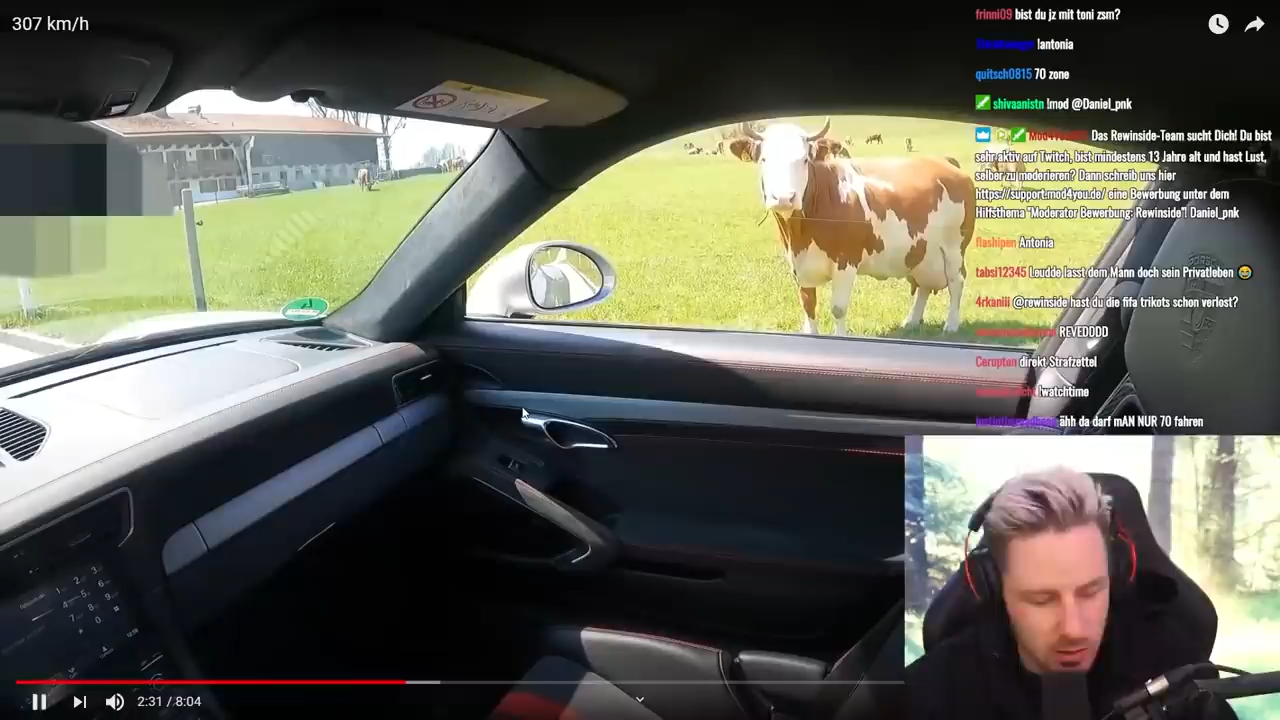 307 km/h
frinni09 bist du jz mit toni zsm?
!antonia
quitsch0815 70 zone
shivaanistn !mod @Daniel_pnk
Das Rewinside-Team sucht Dich! Du bist
sehr aktiv auf Twitch, bist mindestens 13 Jahre alt und hast Lust,
selber zu moderieren? Dann schreib uns hier
https://support.mod4you.de/ eine Bewerbung unter dem
Hilfsthema "Moderator Bewerbung: Rewinside"! Daniel_pnk
flashipen Antonia
tabsi12345 Leudde lasst dem Mann doch sein Privatleben 😂
4rkaniii @rewinside hast du die fifa trikots schon verlost?
REVEDDDD
Cerupton direkt Strafzettel
!watchtime
ähh da darf mAN NUR 70 fahren
2:31 / 8:04